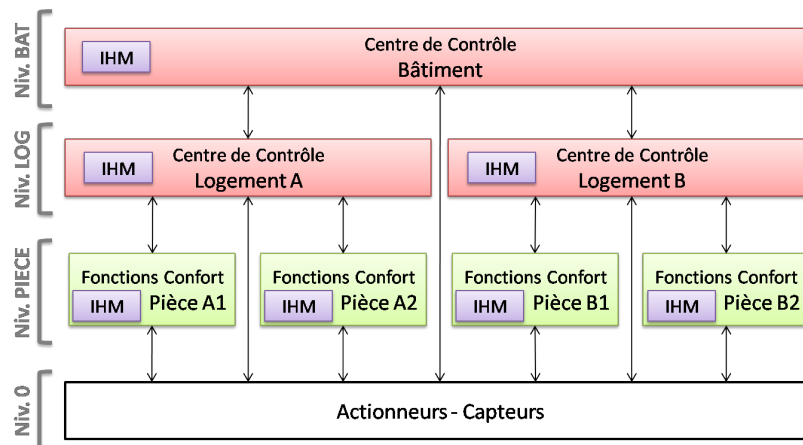 Niv. BAT
IHM
Centre de Contrôle
Bâtiment
Niv. LOG
IHM
Centre de Contrôle
Logement A
IHM
Centre de Contrôle
Logement B
Niv. PIECE
Fonctions Confort
IHM Pièce A1
Fonctions Confort
IHM Pièce A2
Fonctions Confort
IHM Pièce B1
Fonctions Confort
IHM Pièce B2
Niv. 0
Actionneurs - Capteurs